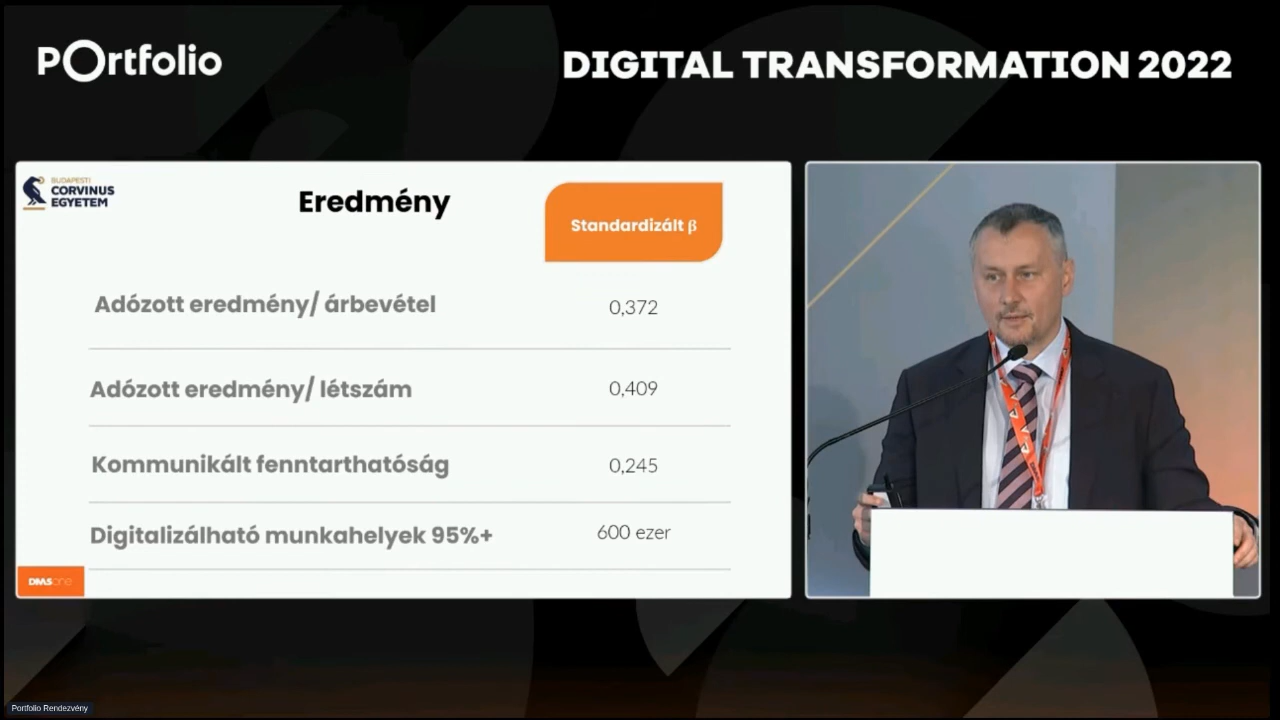 POrtfolio
DIGITAL TRANSFORMATION 2022
BUDAPESTI
CORVINUS
EGYETEM
Eredmény
Standardizált β
Adózott eredmény/ árbevétel 0,372
Adózott eredmény/ létszám 0,409
Kommunikált fenntarthatóság 0,245
Digitalizálható munkahelyek 95%+ 600 ezer
DMSone
Portfolio Rendezvény